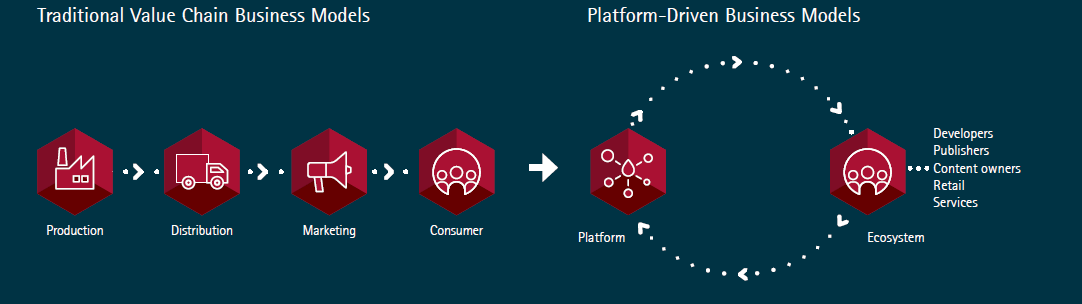 Traditional Value Chain Business Models
Platform-Driven Business Models
Production
Distribution
Marketing
Consumer
Platform
Ecosystem
Developers
Publishers
Content owners
Retail
Services